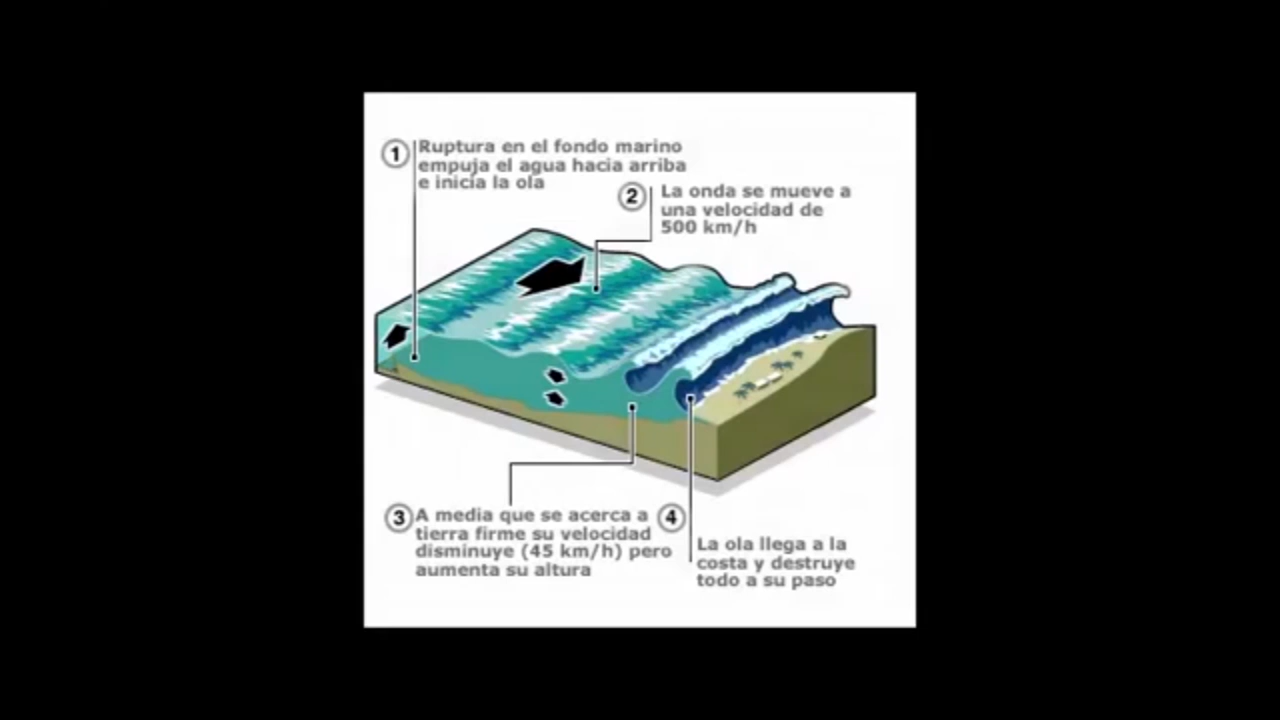 1
Ruptura en el fondo marino
empuja el agua hacia arriba
e inicia la ola
2
La onda se mueve a
una velocidad de
500 km/h
3
A media que se acerca a
tierra firme su velocidad
disminuye (45 km/h) pero
aumenta su altura
4
La ola llega a la
costa y destruye
todo a su paso